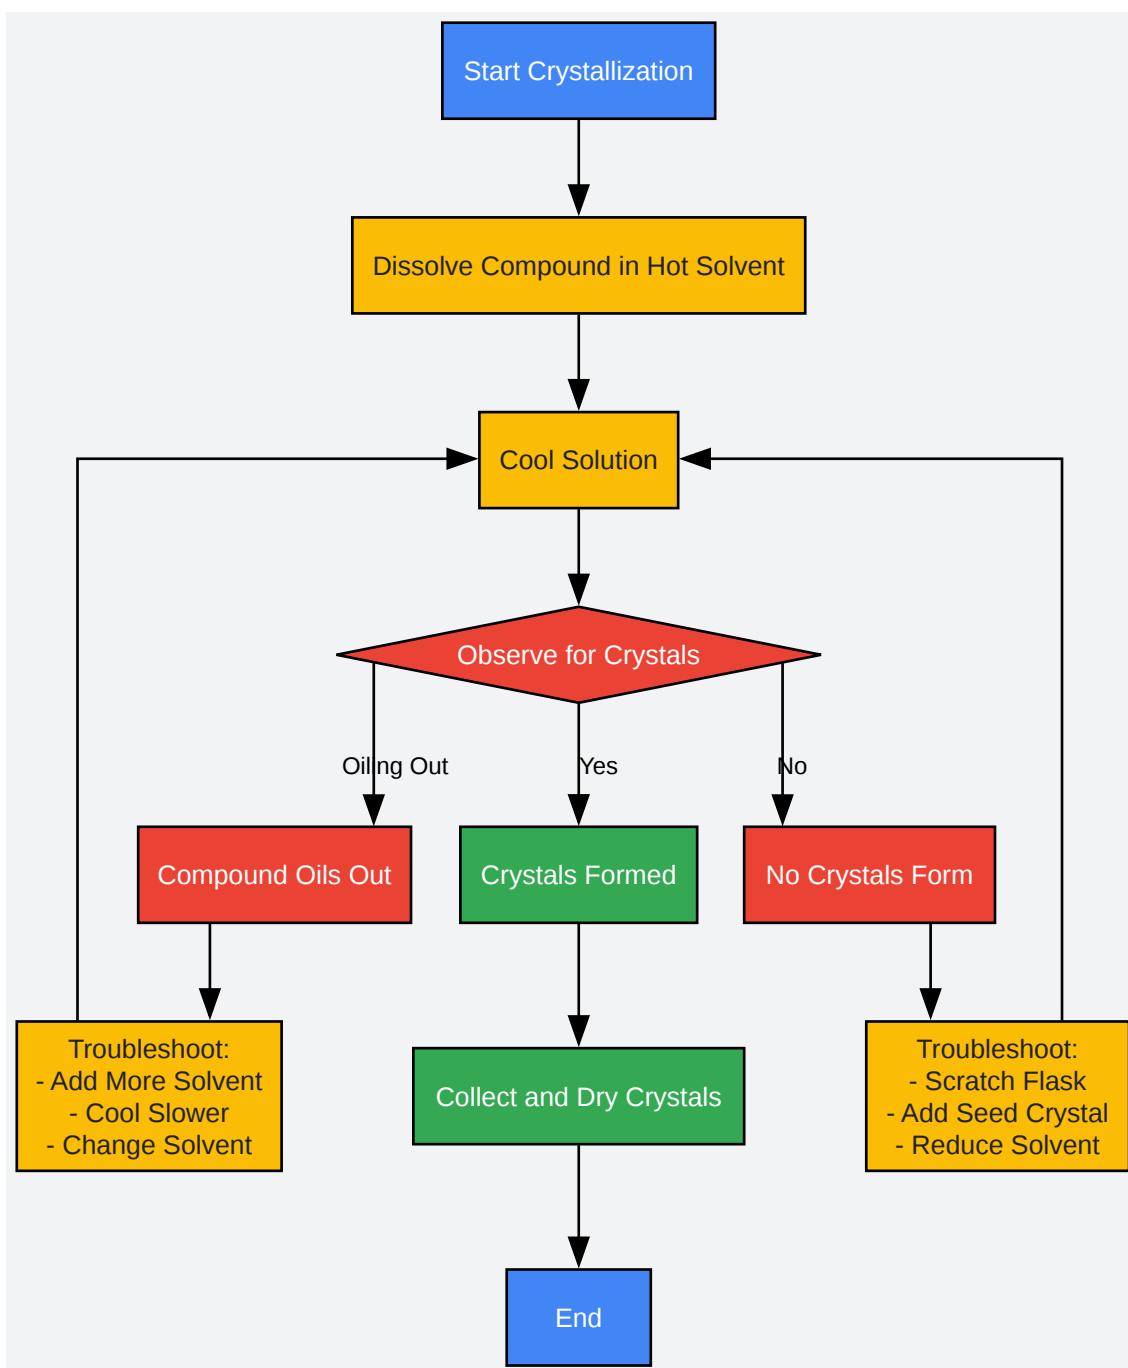 Start Crystallization
Dissolve Compound in Hot Solvent
Cool Solution
Observe for Crystals
Oiling Out
Yes
No
Compound Oils Out
Crystals Formed
No Crystals Form
Troubleshoot:
- Add More Solvent
- Cool Slower
- Change Solvent
Collect and Dry Crystals
Troubleshoot:
- Scratch Flask
- Add Seed Crystal
- Reduce Solvent
End